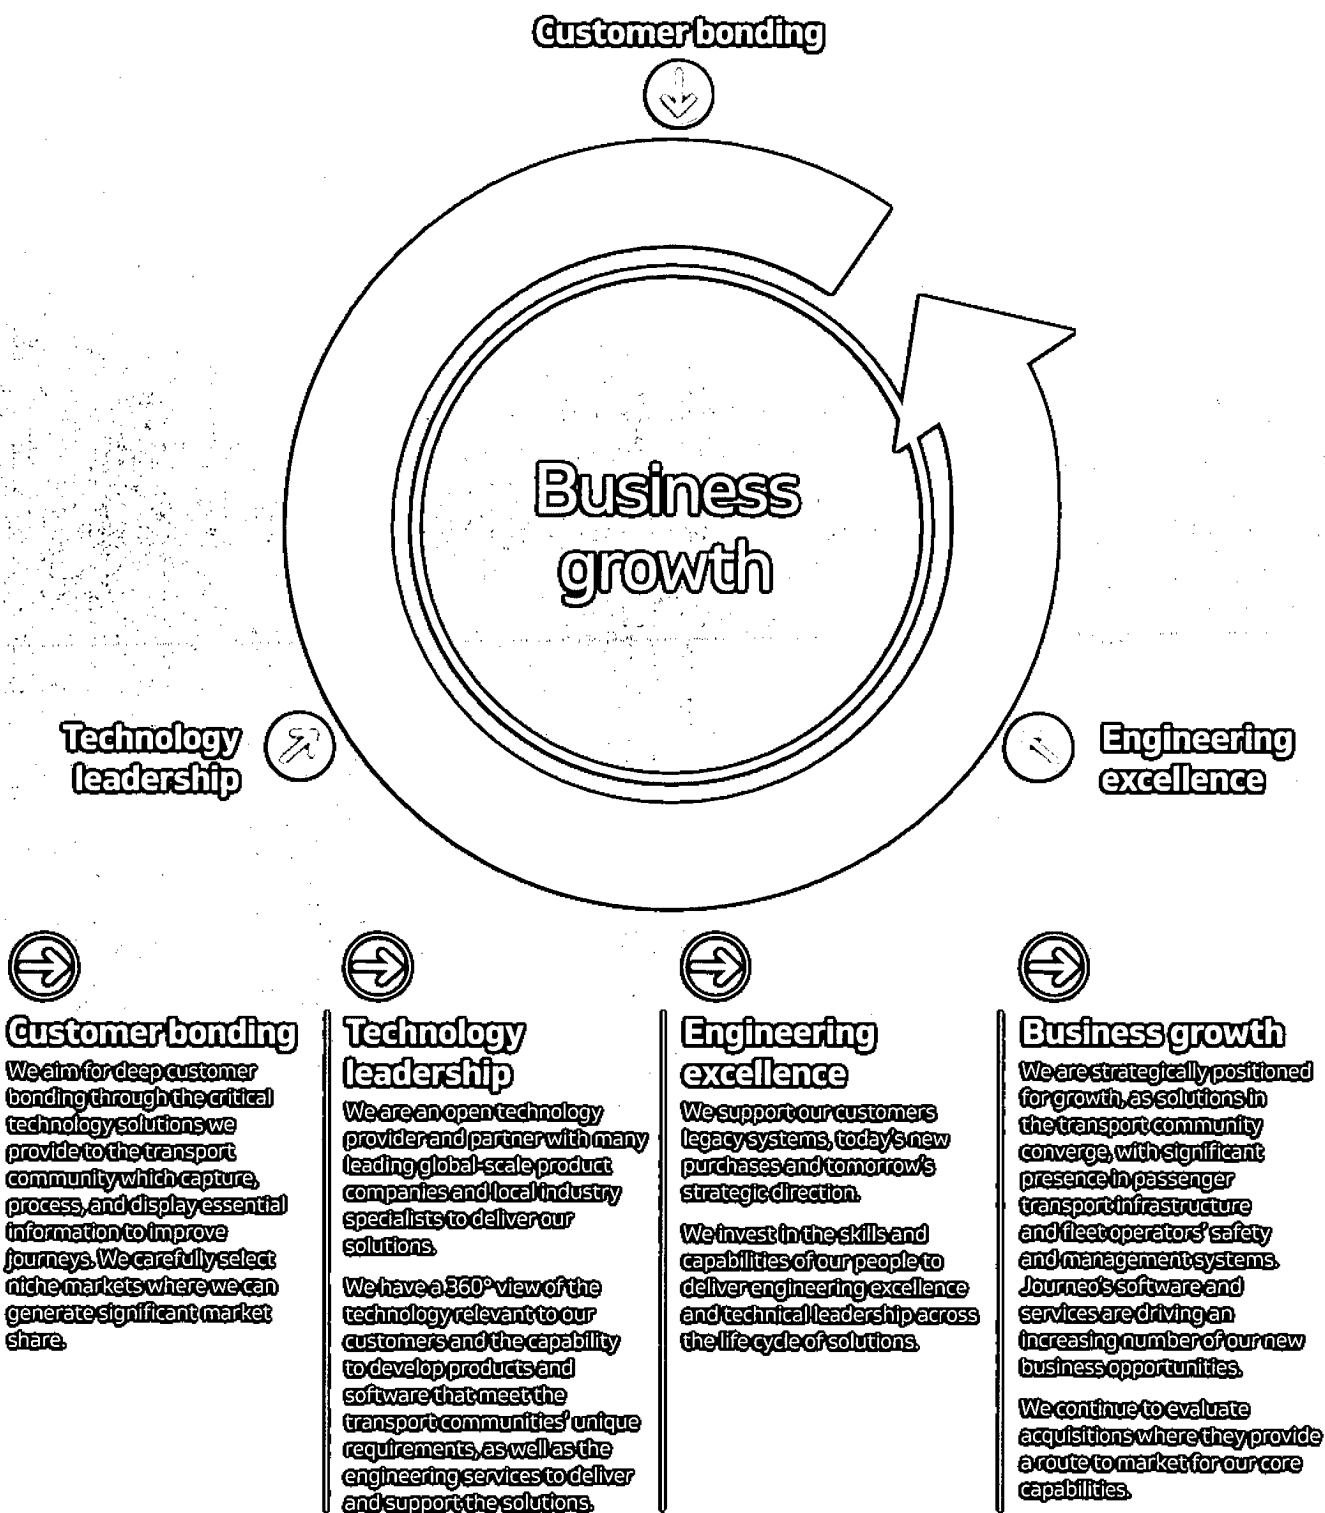 Customer bonding
Business
growth
Technology
leadership
Engineering
excellence
Customer bonding
We aim for deep customer
bonding through the critical
technology solutions we
provide to the transport
community which capture,
process, and display essential
information to improve
journeys. We carefully select
niche markets where we can
generate significant market
share.
Technology
leadership
We are an open technology
provider and partner with many
leading global-scale product
companies and local industry
specialists to deliver our
solutions.
We have a 360° view of the
technology relevant to our
customers and the capability
to develop products and
software that meet the
transport communities' unique
requirements, as well as the
engineering services to deliver
and support the solutions.
Engineering
excellence
We support our customers
legacy systems, today's new
purchases and tomorrow's
strategic direction.
We invest in the skills and
capabilities of our people to
deliver engineering excellence
and technical leadership across
the life cycle of solutions.
Business growth
We are strategically positioned
for growth, as solutions in
the transport community
converge, with significant
presence in passenger
transport infrastructure
and fleet operators' safety
and management systems.
Journeo's software and
services are driving an
increasing number of our new
business opportunities.
We continue to evaluate
acquisitions where they provide
a route to market for our core
capabilities.